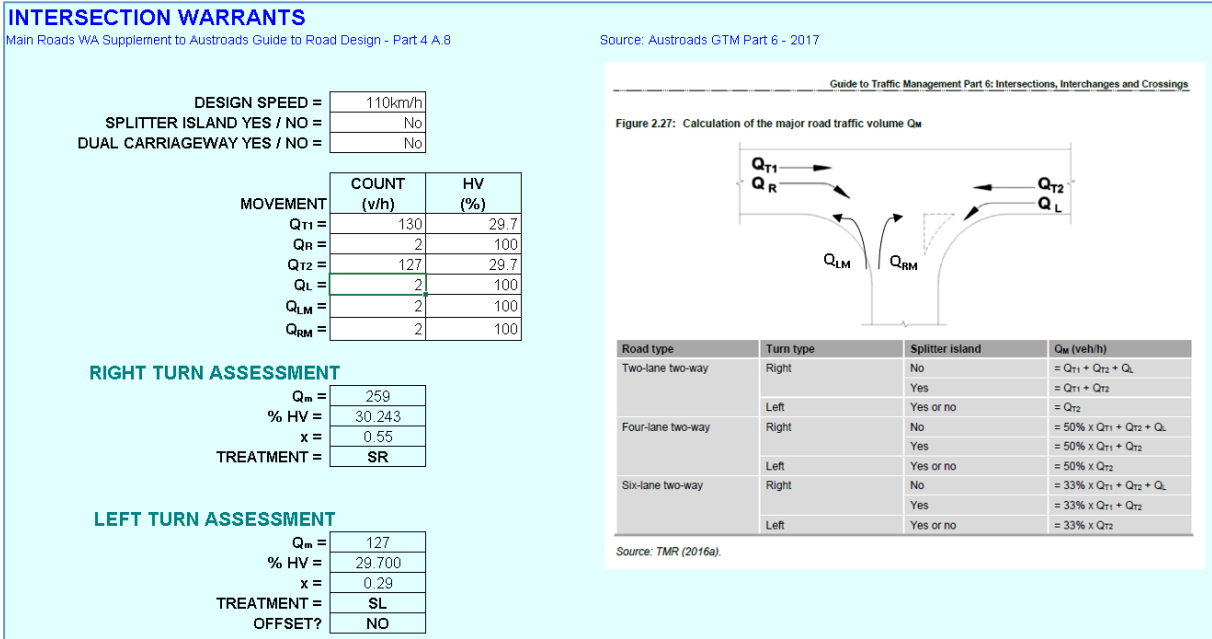 INTERSECTION WARRANTS
Main Roads WA Supplement to Austroads Guide to Road Design - Part 4 A.8
DESIGN SPEED = 110km/h
SPLITTER ISLAND YES / NO = No
DUAL CARRIAGEWAY YES / NO = No
MOVEMENT COUNT (v/h) HV (%)
QT1 = 130 29.7
QR = 2 100
QT2 = 127 29.7
QL = 2 100
QLM = 2 100
QRM = 2 100
RIGHT TURN ASSESSMENT
Qm = 259
% HV = 30.243
x = 0.55
TREATMENT = SR
LEFT TURN ASSESSMENT
Qm = 127
% HV = 29.700
x = 0.29
TREATMENT = SL
OFFSET? NO
Source: Austroads GTM Part 6 - 2017
Guide to Traffic Management Part 6: Intersections, Interchanges and Crossings
Figure 2.27: Calculation of the major road traffic volume QM
QT1
QR
QT2
QL
QLM
QRM
Road type Turn type Splitter island QM (veh/h)
Two-lane two-way Right No = QT1 + QT2 + QL
Yes = QT1 + QT2
Left Yes or no = QT2
Four-lane two-way Right No = 50% x QT1 + QT2 + QL
Yes = 50% x QT1 + QT2
Left Yes or no = 50% x QT2
Six-lane two-way Right No = 33% x QT1 + QT2 + QL
Yes = 33% x QT1 + QT2
Left Yes or no = 33% x QT2
Source: TMR (2016a).